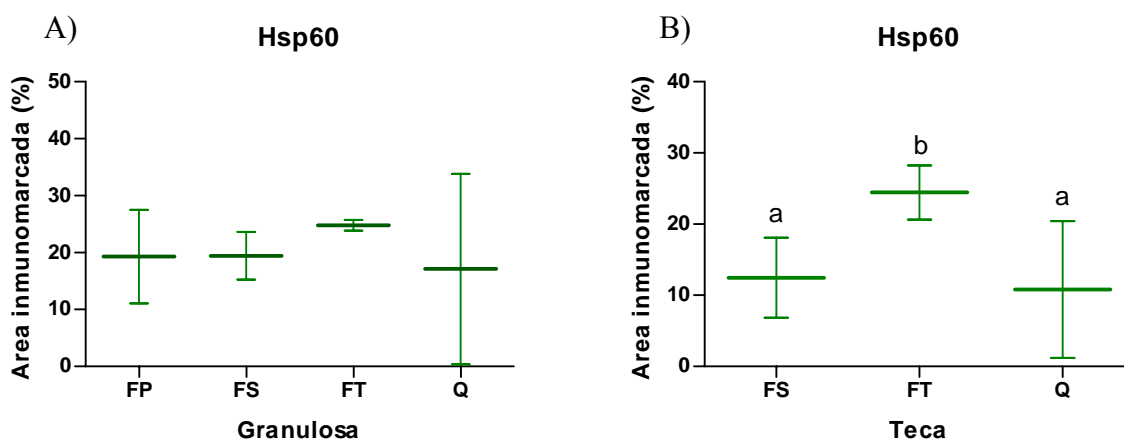 A)
Hsp60
Area inmunomarcada (%)
50
40
30
20
10
0
FP FS FT Q
Granulosa
B)
Hsp60
Area inmunomarcada (%)
40
30
20
10
0
a b a
FS FT Q
Teca